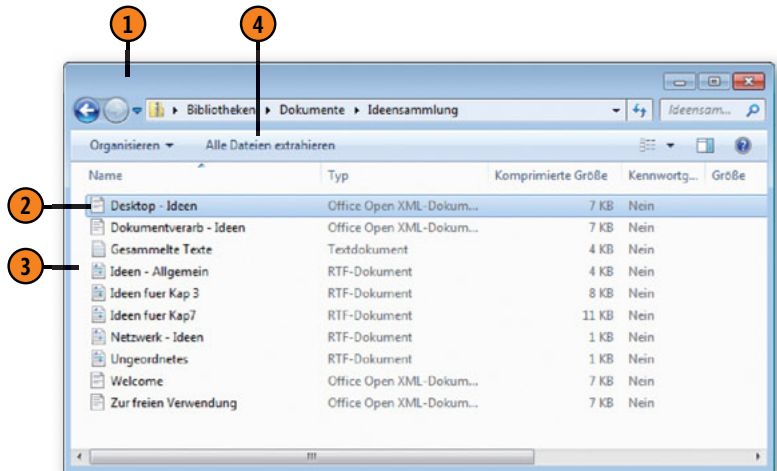 1 4
Bibliotheken Dokumente Ideensammlung Ideensam...
Organisieren Alle Dateien extrahieren
Name Typ Komprimierte Größe Kennwortg... Größe
2 Desktop - Ideen Office Open XML-Dokum... 7 KB Nein
Dokumentverarb - Ideen Office Open XML-Dokum... 7 KB Nein
Gesammelte Texte Textdokument 4 KB Nein
3 Ideen - Allgemein RTF-Dokument 4 KB Nein
Ideen fuer Kap 3 RTF-Dokument 8 KB Nein
Ideen fuer Kap7 RTF-Dokument 11 KB Nein
Netzwerk - Ideen RTF-Dokument 1 KB Nein
Ungeordnetes RTF-Dokument 1 KB Nein
Welcome Office Open XML-Dokum... 7 KB Nein
Zur freien Verwendung Office Open XML-Dokum... 7 KB Nein